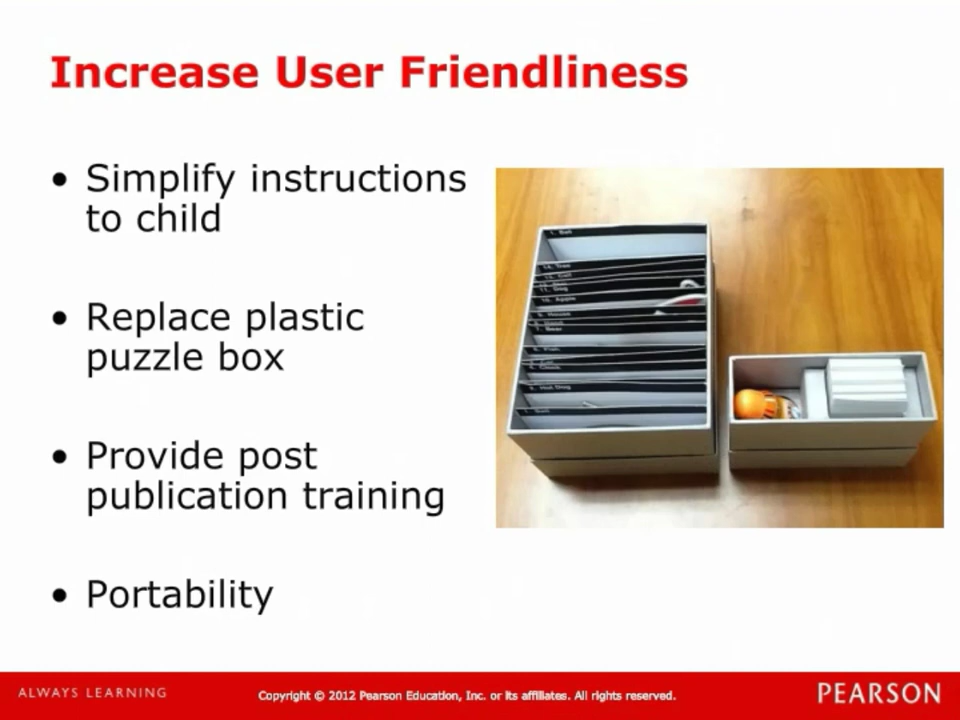 Increase User Friendliness
• Simplify instructions
to child
• Replace plastic
puzzle box
• Provide post
publication training
• Portability
ALWAYS LEARNING
Copyright © 2012 Pearson Education, Inc. or its affiliates. All rights reserved.
PEARSON